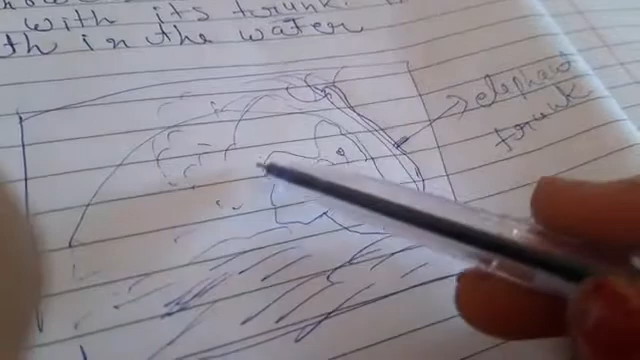 with its trunk.
th in the water
elephant
trunk